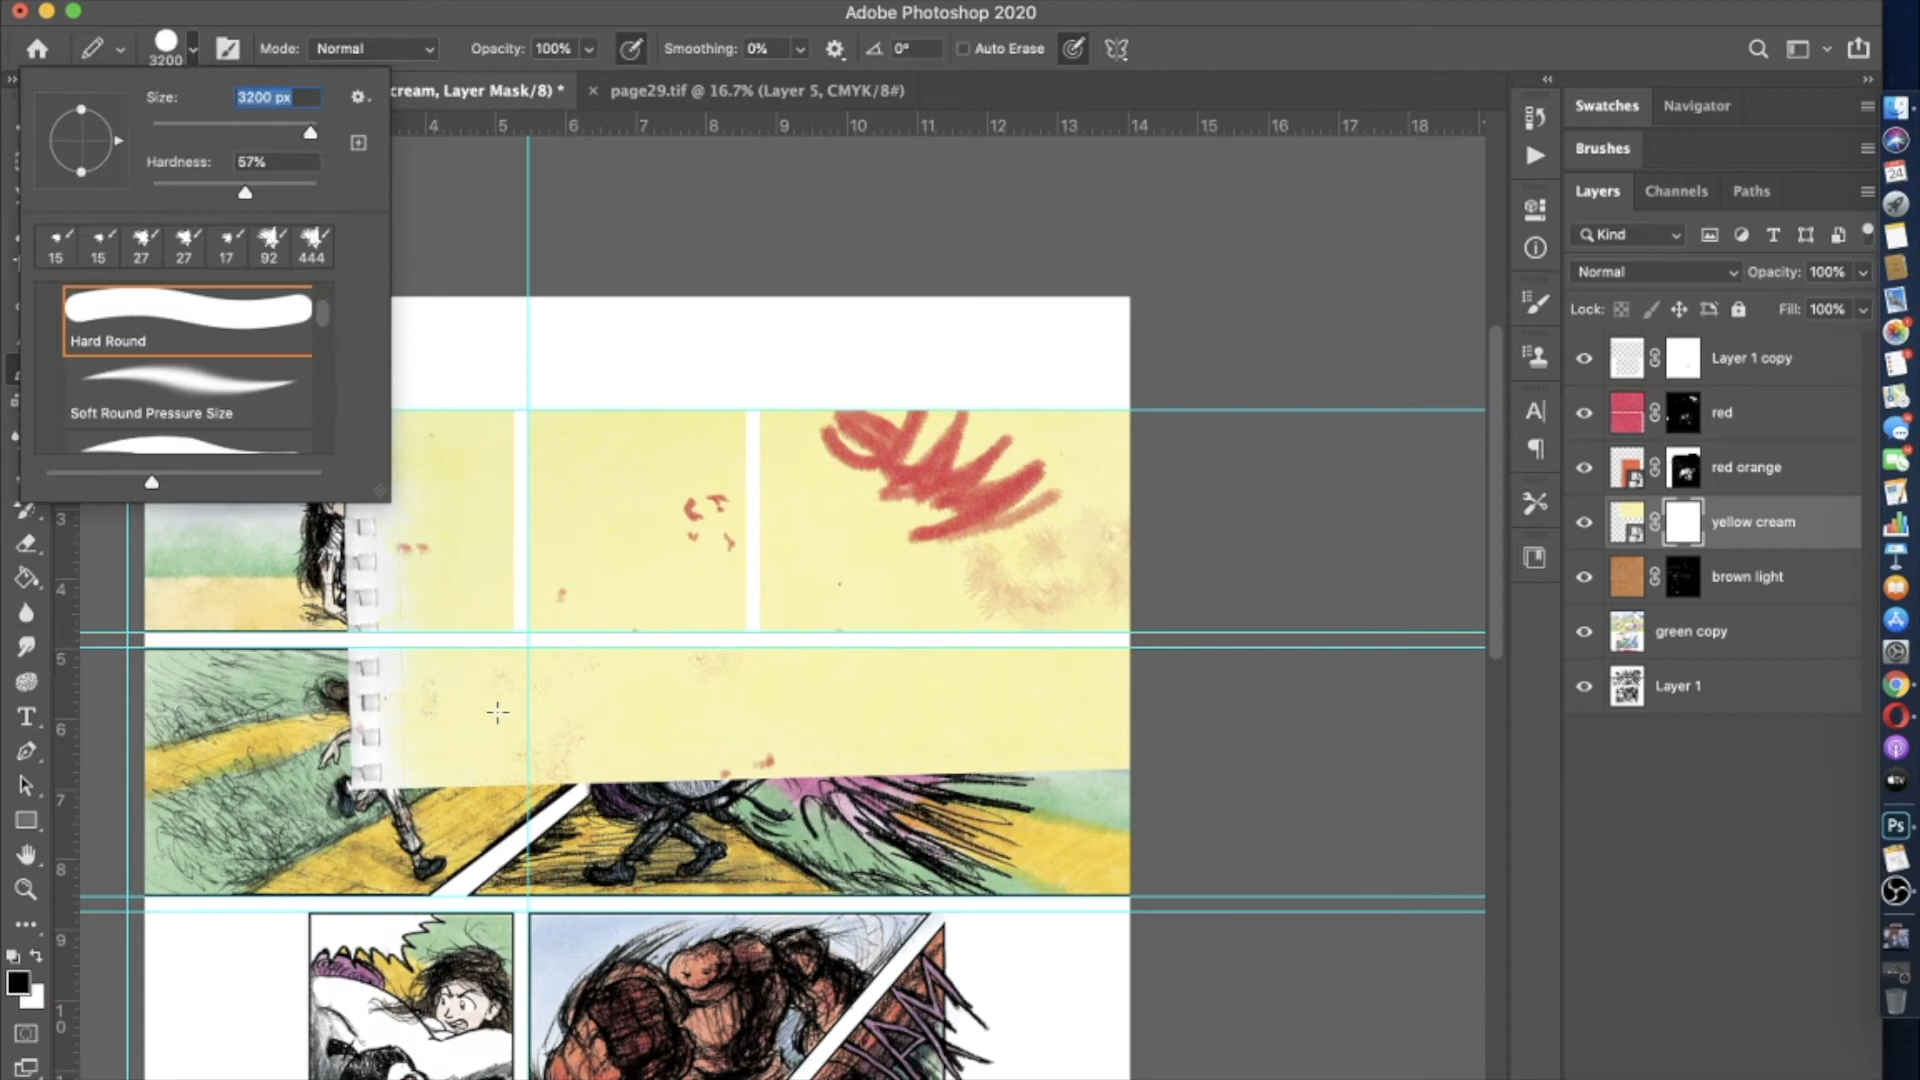 Adobe Photoshop 2020
3200
Mode: Normal
Opacity: 100%
Smoothing: 0%
0°
Auto Erase
cream, Layer Mask/8) *
× page29.tif @ 16.7% (Layer 5, CMYK/8#)
Size: 3200 px
Hardness: 57%
15 15 27 27 17 92 444
Hard Round
Soft Round Pressure Size
4 5 6 7 8 9 10 11 12 13 14 15 16 17 18
3
4
5
6
7
8
9
1
0
Swatches
Navigator
Brushes
Layers
Channels
Paths
Kind
Normal
Opacity: 100%
Lock:
Fill: 100%
Layer 1 copy
red
red orange
yellow cream
brown light
green copy
Layer 1
24
Ps